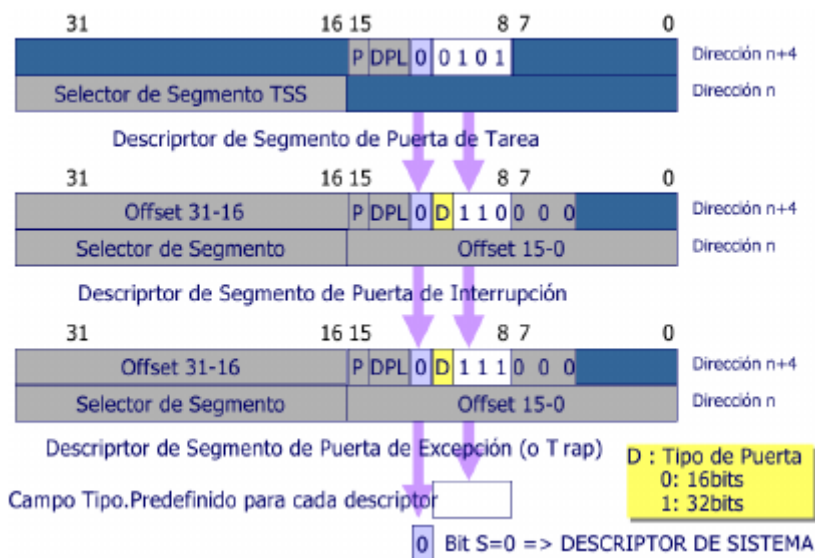 31 16 15 8 7 0
P DPL 0 0 1 0 1 Dirección n+4
Selector de Segmento TSS Dirección n
Descriprtor de Segmento de Puerta de Tarea
31 16 15 8 7 0
Offset 31-16 P DPL 0 D 1 1 0 0 0 0 Dirección n+4
Selector de Segmento Offset 15-0 Dirección n
Descriprtor de Segmento de Puerta de Interrupción
31 16 15 8 7 0
Offset 31-16 P DPL 0 D 1 1 1 0 0 0 Dirección n+4
Selector de Segmento Offset 15-0 Dirección n
Descriprtor de Segmento de Puerta de Excepción (o Trap)
D : Tipo de Puerta
0: 16bits
1: 32bits
Campo Tipo.Predefinido para cada descriptor
0 Bit S=0 => DESCRIPTOR DE SISTEMA